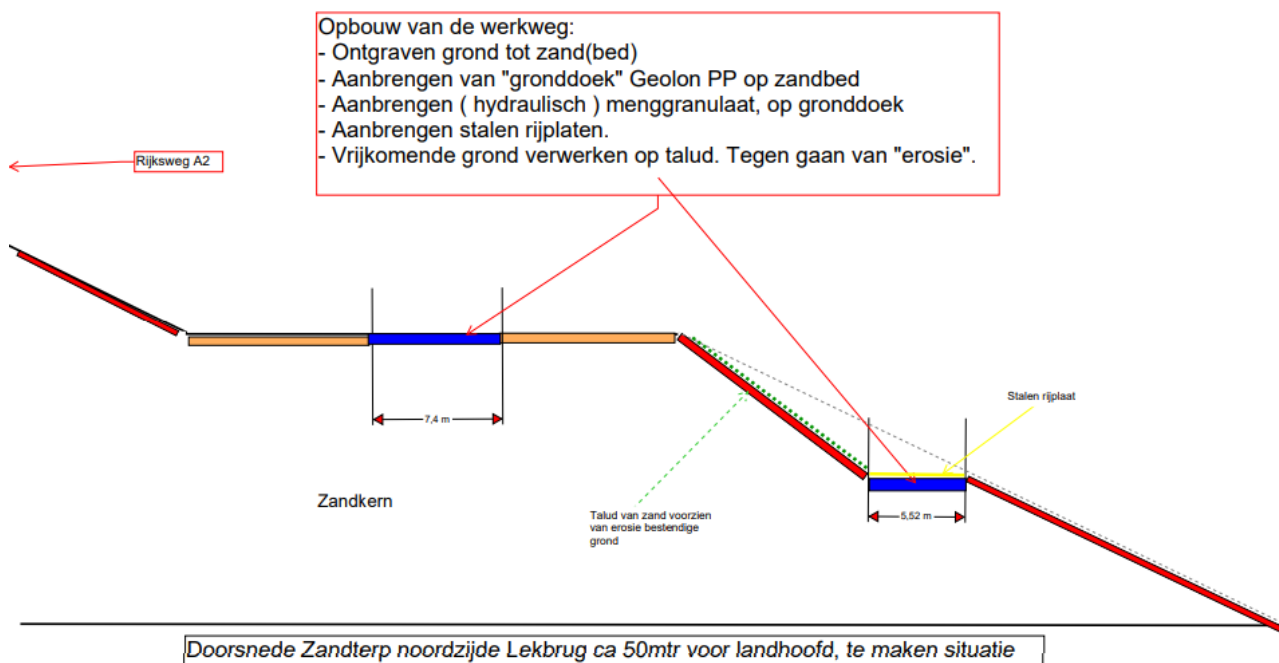 Opbouw van de werkweg:
- Ontgraven grond tot zand(bed)
- Aanbrengen van "gronddoek" Geolon PP op zandbed
- Aanbrengen ( hydraulisch ) menggranulaat, op gronddoek
- Aanbrengen stalen rijplaten.
- Vrijkomende grond verwerken op talud. Tegen gaan van "erosie".
Rijksweg A2
7,4 m
Stalen rijplaat
Zandkern
Talud van zand voorzien
van erosie bestendige
grond
5,52 m
Doorsnede Zandterp noordzijde Lekbrug ca 50mtr voor landhoofd, te maken situatie